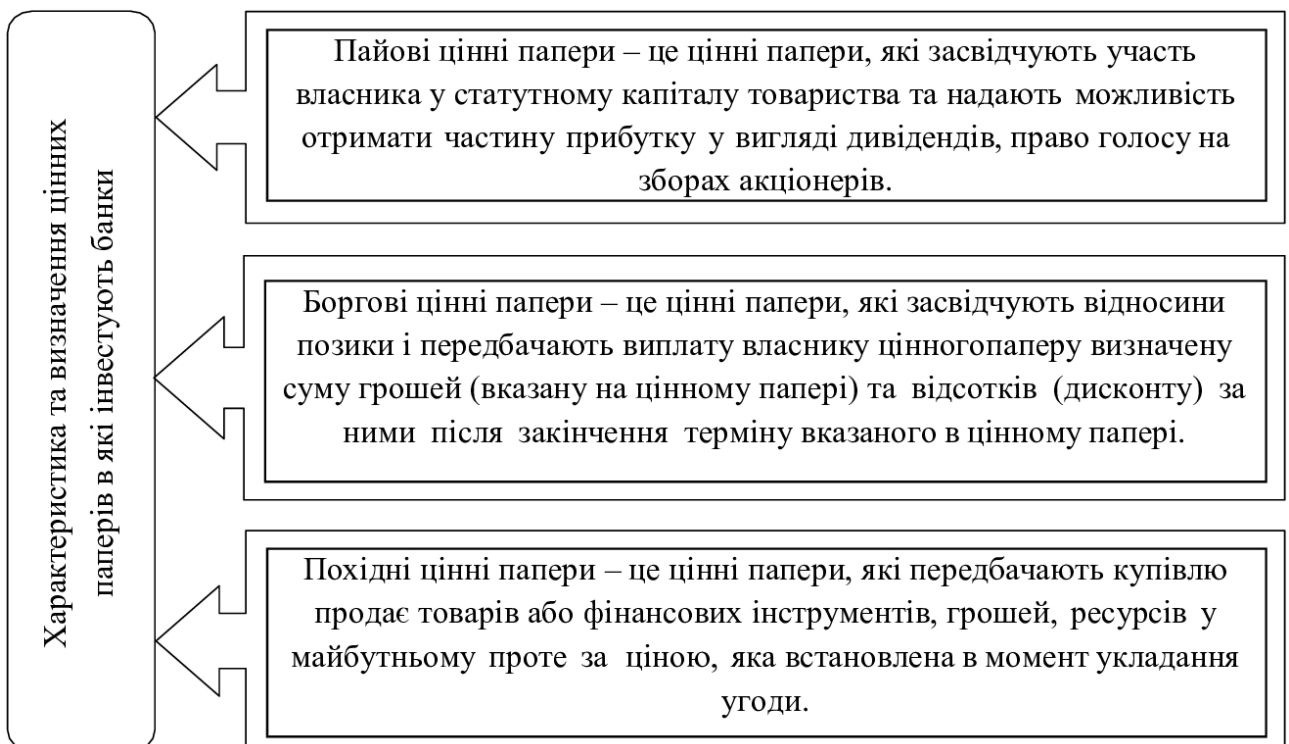 Характеристика та визначення цінних
паперів в які інвестують банки
Пайові цінні папери – це цінні папери, які засвідчують участь
власника у статутному капіталу товариства та надають можливість
отримати частину прибутку у вигляді дивідендів, право голосу на
зборах акціонерів.
Боргові цінні папери – це цінні папери, які засвідчують відносини
позики і передбачають виплату власнику цінногопаперу визначену
суму грошей (вказану на цінному папері) та відсотків (дисконту) за
ними після закінчення терміну вказаного в цінному папері.
Похідні цінні папери – це цінні папери, які передбачають купівлю
продає товарів або фінансових інструментів, грошей, ресурсів у
майбутньому проте за ціною, яка встановлена в момент укладання
угоди.